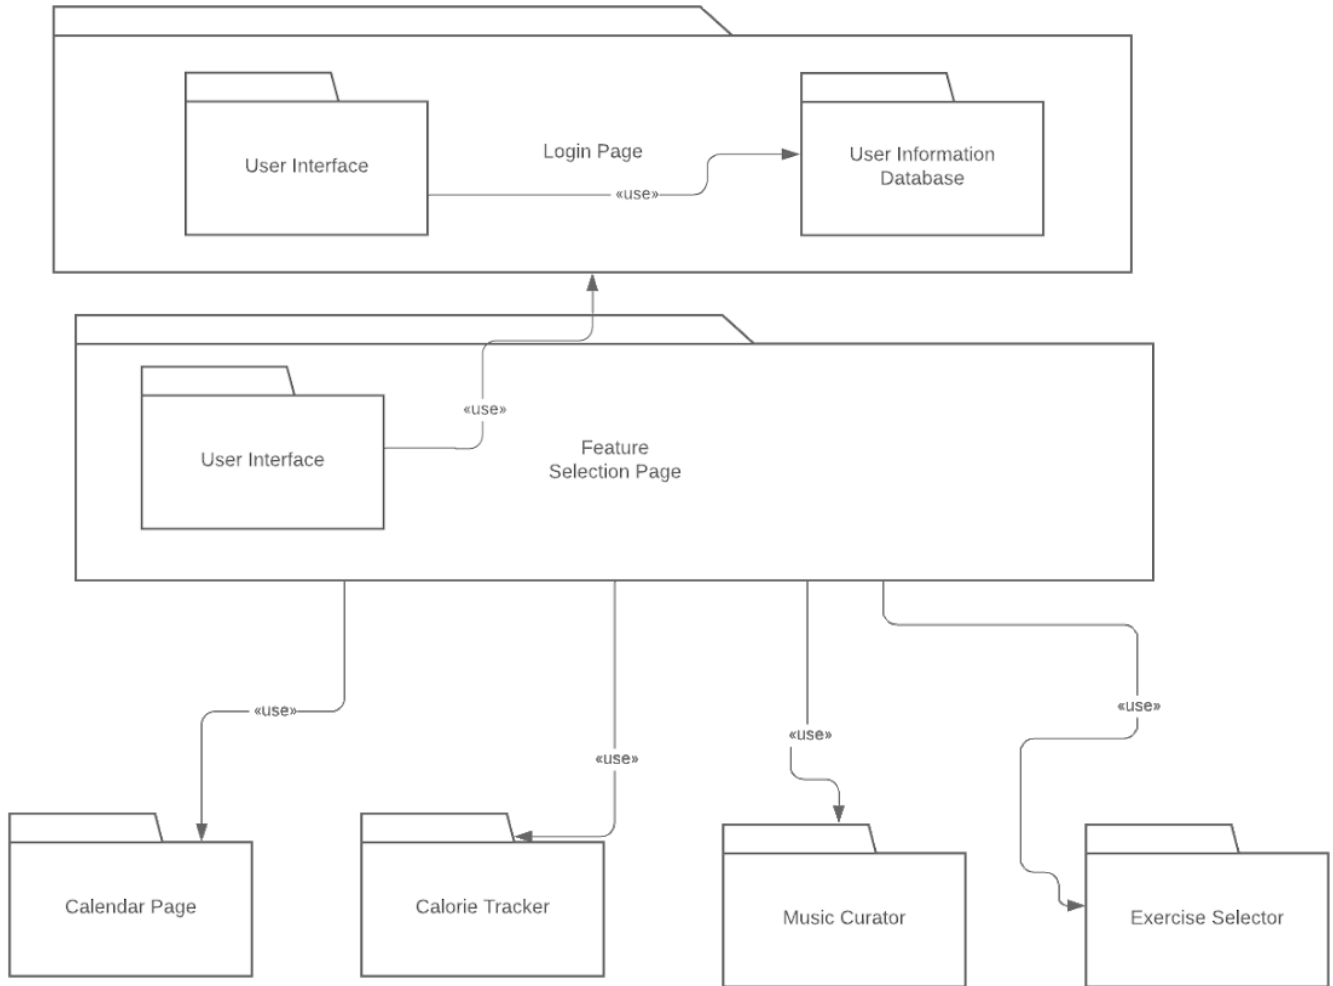 Login Page
User Interface
User Information
Database
«use»
«use»
Feature
Selection Page
User Interface
«use»
«use»
«use»
«use»
Calendar Page
Calorie Tracker
Music Curator
Exercise Selector